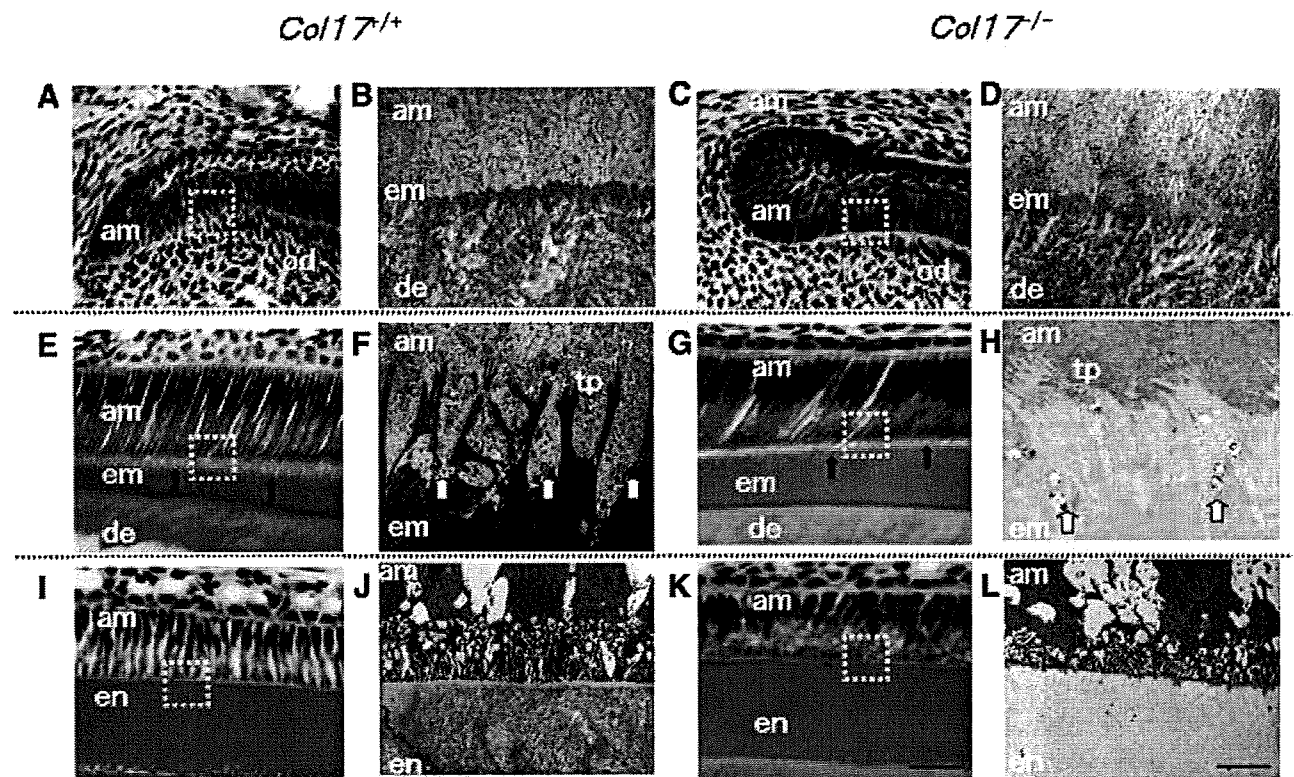 Col17+/+ Col17-/-
A B C D
am am am am
em em
am am
od de od de
E F G H
am am am
am tp tp
em em em em
de de
I J K L
am am am am
en en en en